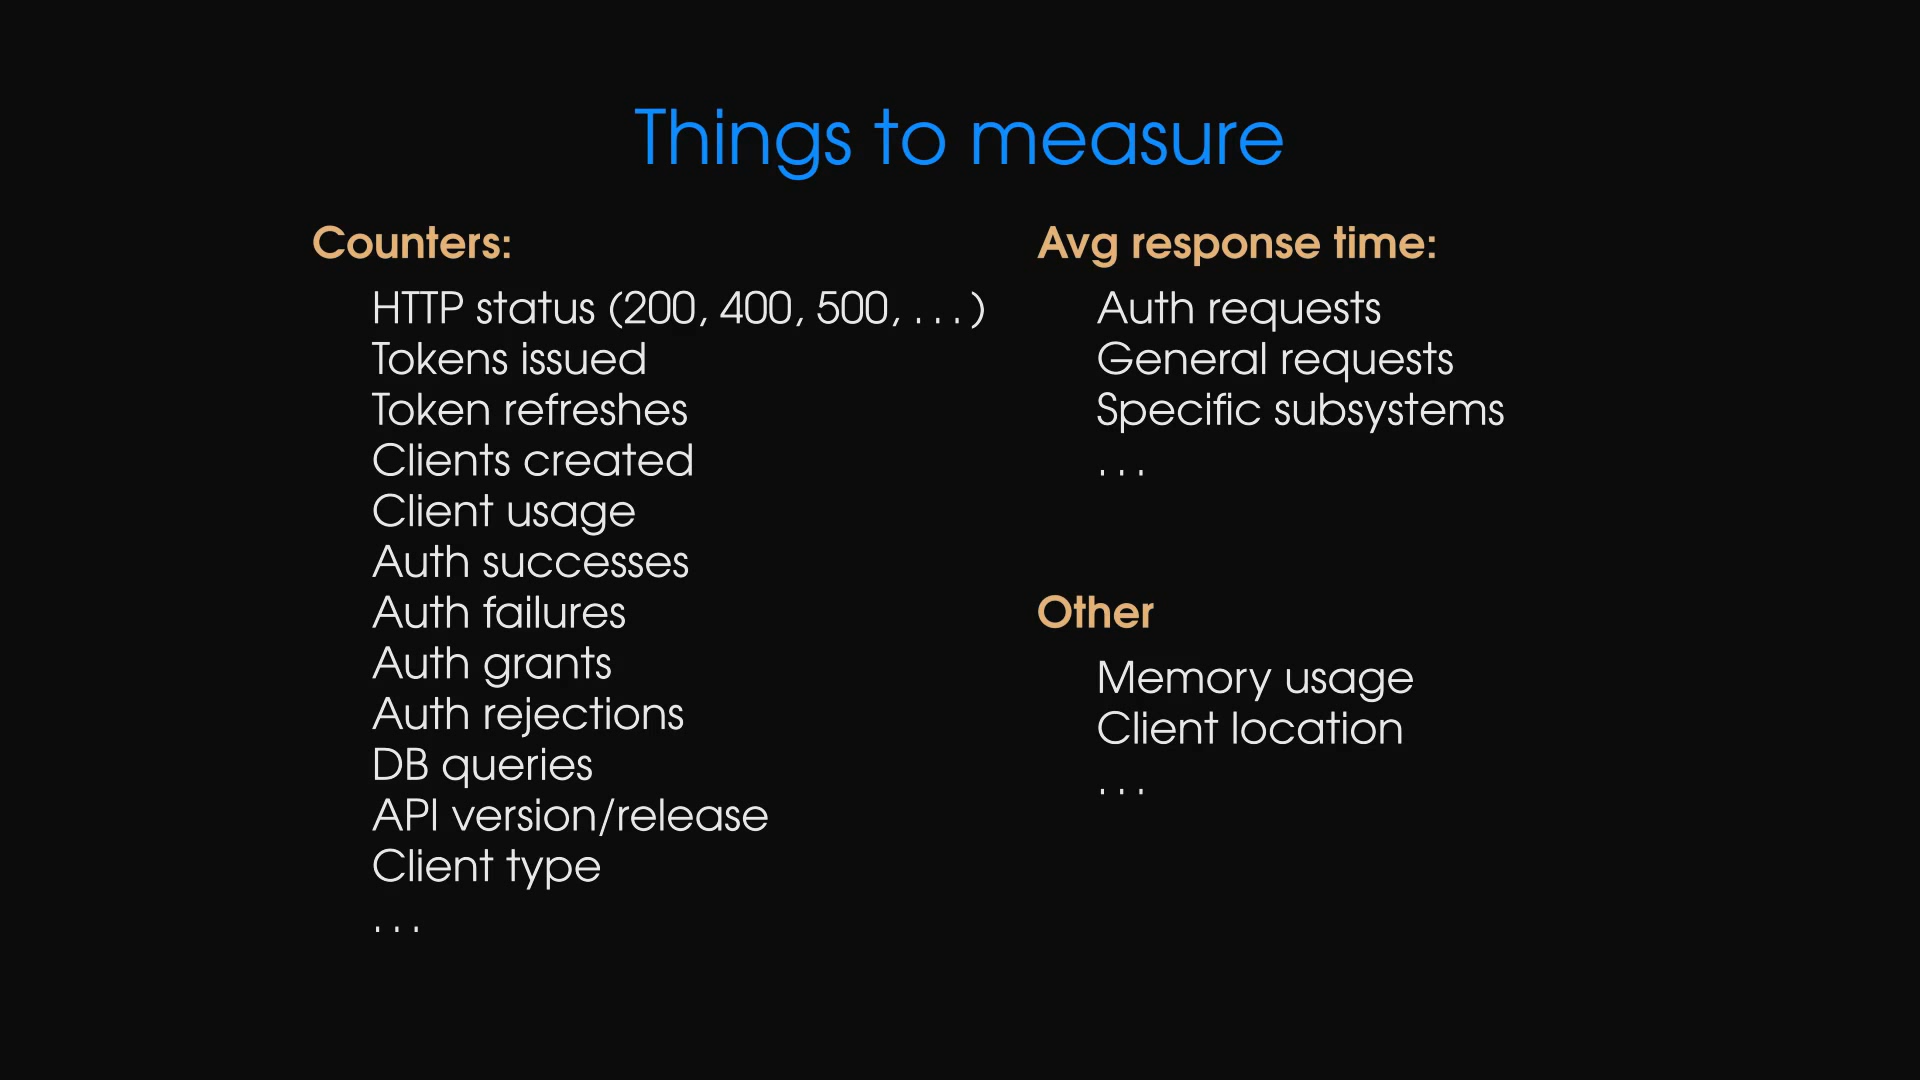 Things to measure
Counters:
HTTP status (200, 400, 500, . . . )
Tokens issued
Token refreshes
Clients created
Client usage
Auth successes
Auth failures
Auth grants
Auth rejections
DB queries
API version/release
Client type
. . .
Avg response time:
Auth requests
General requests
Specific subsystems
. . .
Other
Memory usage
Client location
. . .